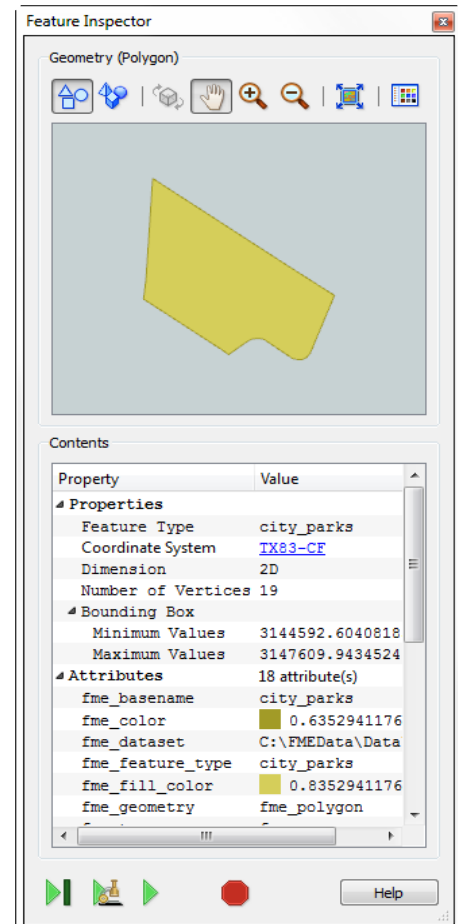 Feature Inspector
Geometry (Polygon)
Contents
Property Value
Properties
Feature Type city_parks
Coordinate System TX83-CF
Dimension 2D
Number of Vertices 19
Bounding Box
Minimum Values 3144592.6040818
Maximum Values 3147609.9434524
Attributes 18 attribute(s)
fme_basename city_parks
fme_color 0.6352941176
fme_dataset C:\FMEData\Data
fme_feature_type city_parks
fme_fill_color 0.8352941176
fme_geometry fme_polygon
Help